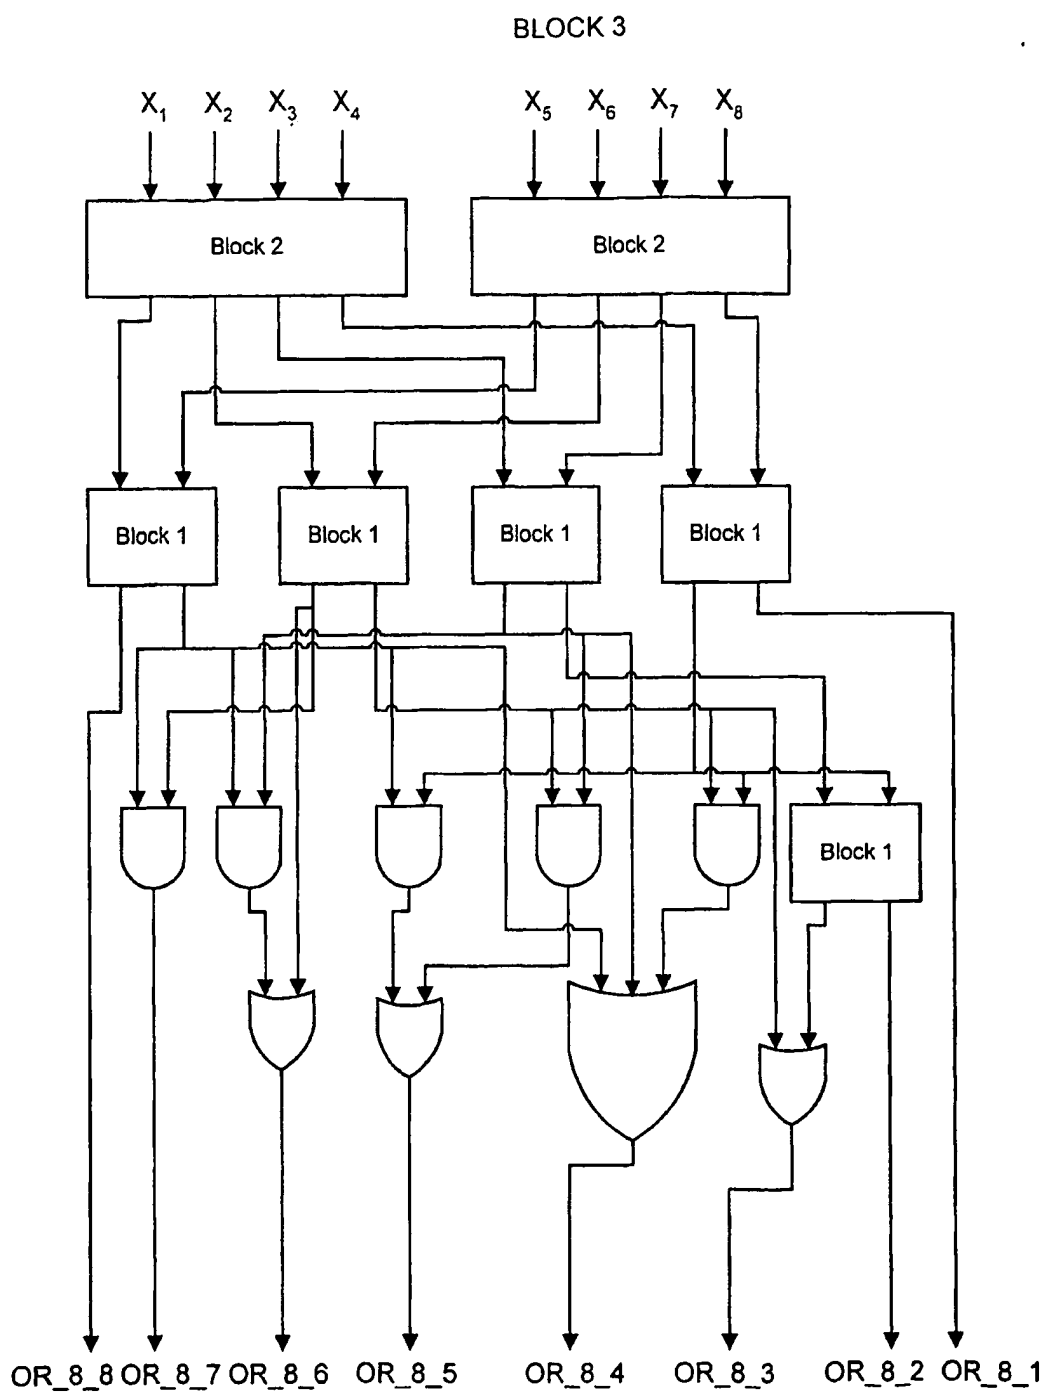 BLOCK 3
X1 X2 X3 X4 X5 X6 X7 X8
Block 2 Block 2
Block 1 Block 1 Block 1 Block 1
Block 1
OR_8_8 OR_8_7 OR_8_6 OR_8_5 OR_8_4 OR_8_3 OR_8_2 OR_8_1